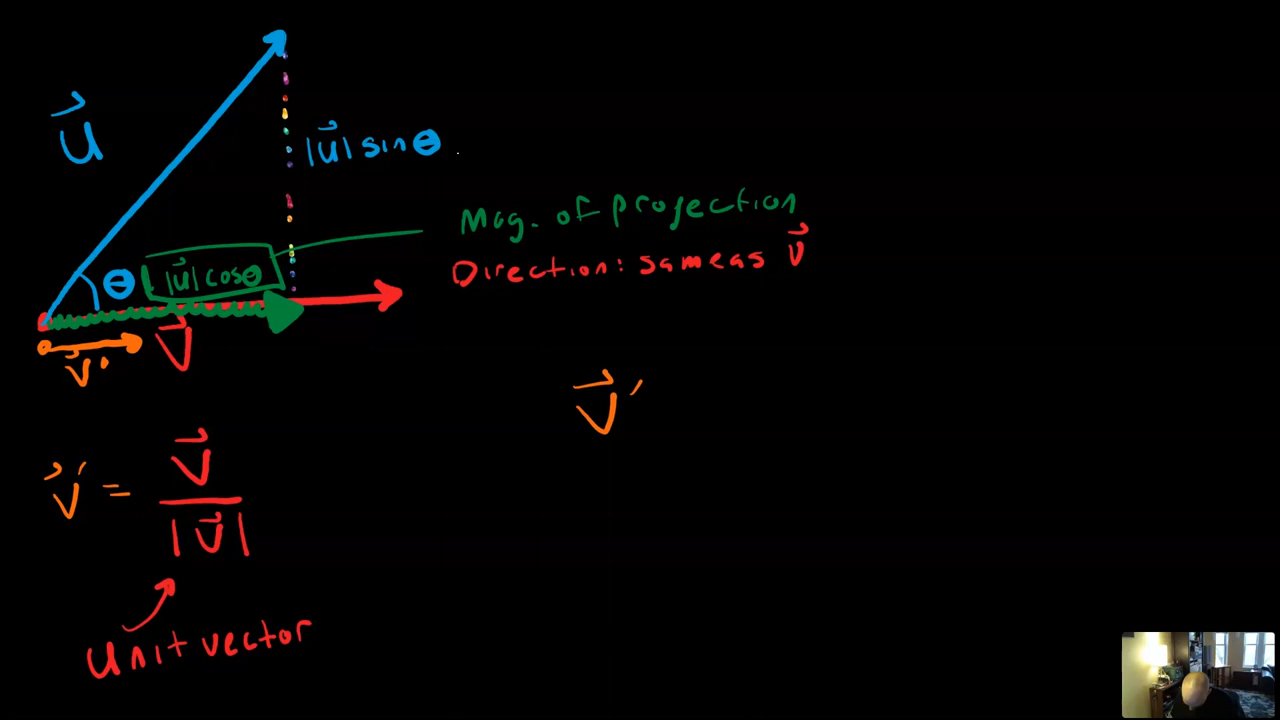 u⃗
|u⃗| sin θ
Mag. of projection
Direction: same as v⃗
θ
|u⃗| cos θ
v⃗'
v⃗
v⃗'
v⃗' = v⃗ / |v⃗|
Unit vector